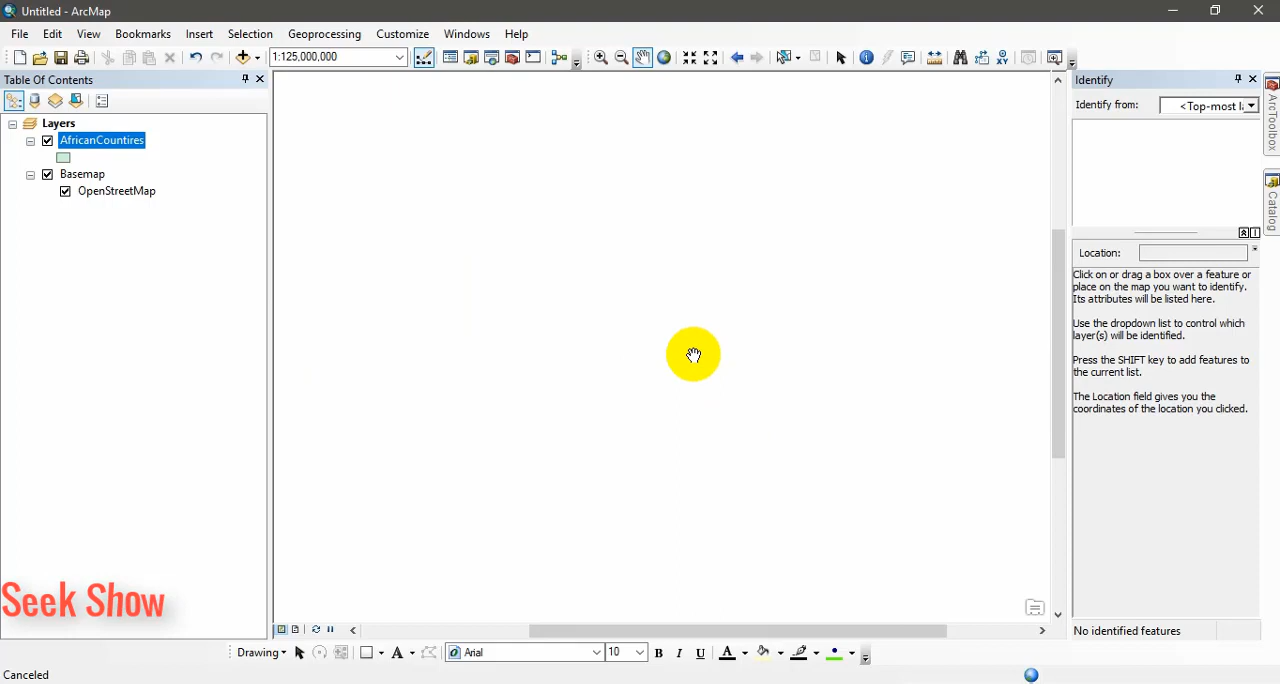 Untitled - ArcMap
File Edit View Bookmarks Insert Selection Geoprocessing Customize Windows Help
1:125,000,000
Table Of Contents
Layers
AfricanCountires
Basemap
OpenStreetMap
Seek Show
Identify
Identify from: <Top-most l
Location:
Click on or drag a box over a feature or
place on the map you want to identify.
Its attributes will be listed here.
Use the dropdown list to control which
layer(s) will be identified.
Press the SHIFT key to add features to
the current list.
The Location field gives you the
coordinates of the location you clicked.
No identified features
ArcToolbox
Catalog
Drawing A Arial 10 B I U A
Canceled